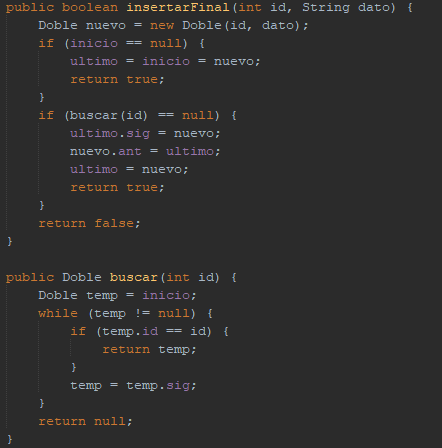 public boolean insertarFinal(int id, String dato) {
    Doble nuevo = new Doble(id, dato);
    if (inicio == null) {
        ultimo = inicio = nuevo;
        return true;
    }
    if (buscar(id) == null) {
        ultimo.sig = nuevo;
        nuevo.ant = ultimo;
        ultimo = nuevo;
        return true;
    }
    return false;
}

public Doble buscar(int id) {
    Doble temp = inicio;
    while (temp != null) {
        if (temp.id == id) {
            return temp;
        }
        temp = temp.sig;
    }
    return null;
}